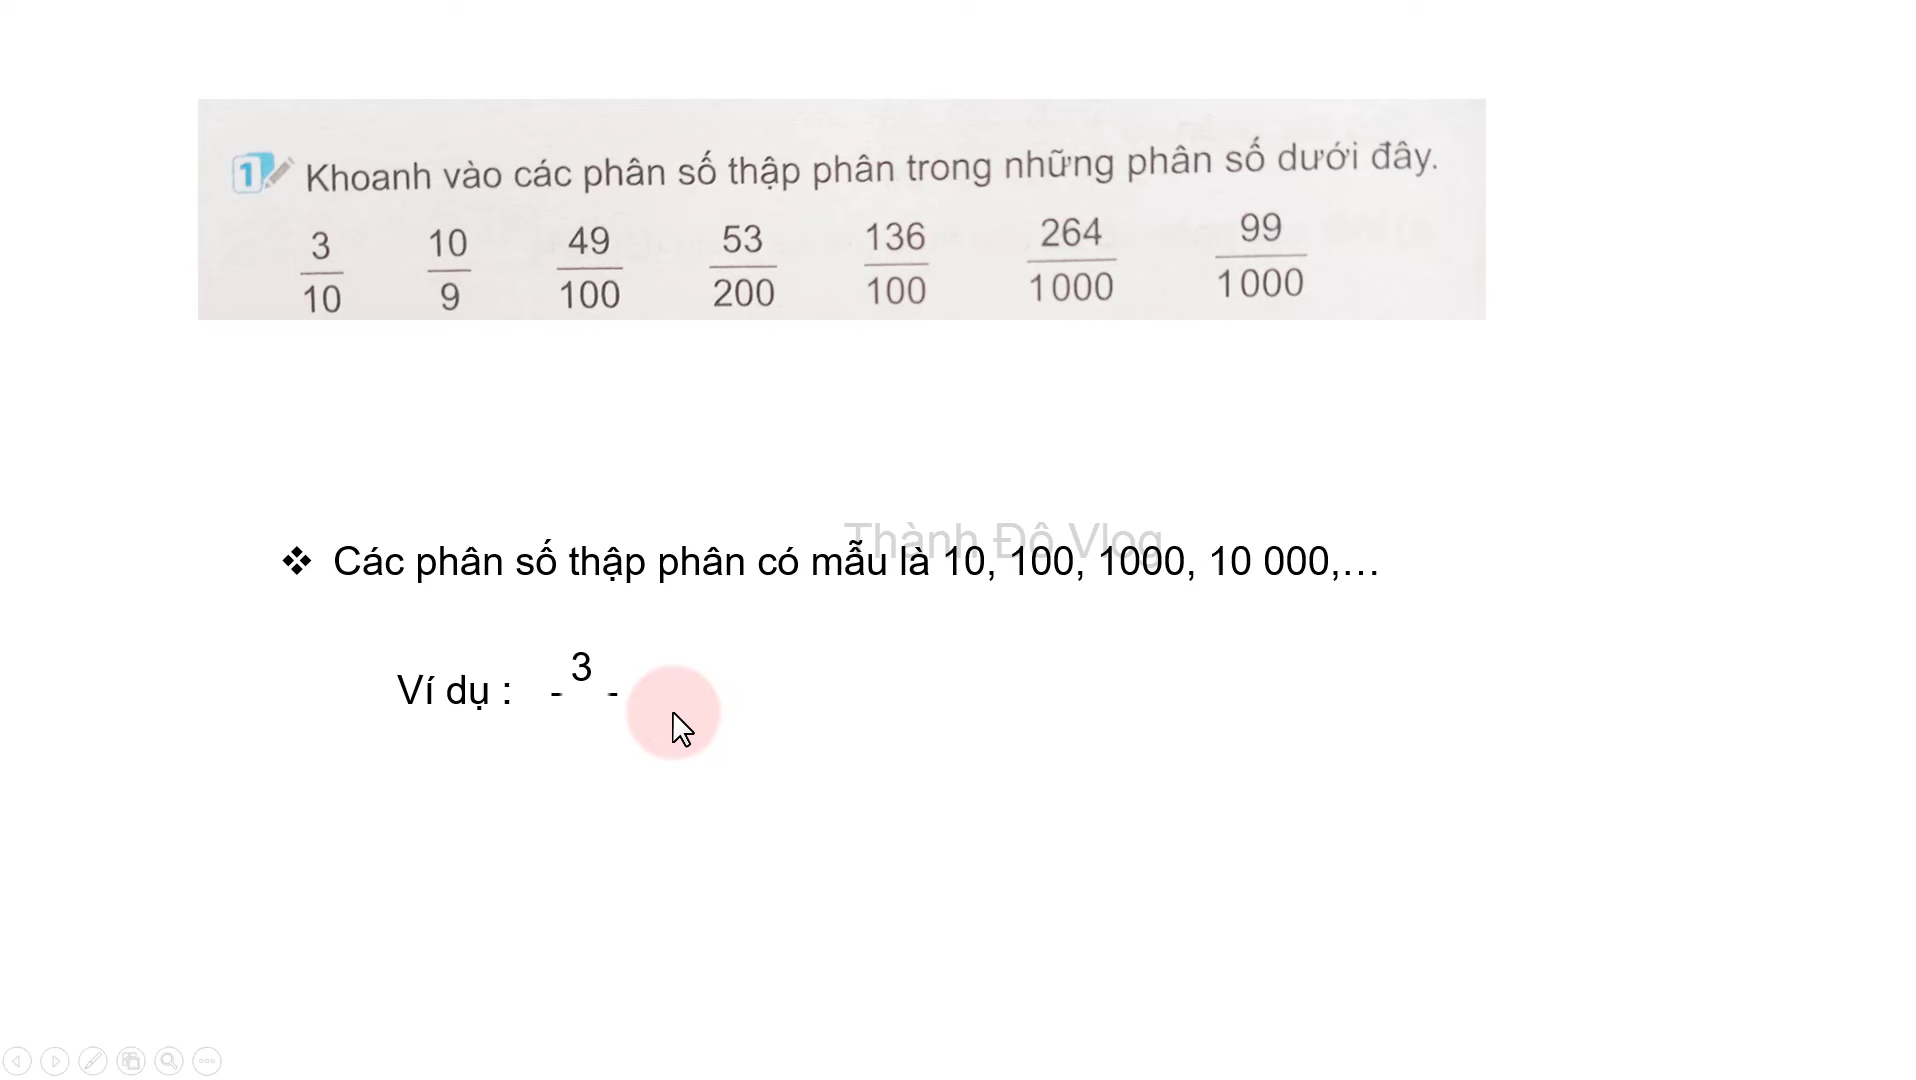 1 Khoanh vào các phân số thập phân trong những phân số dưới đây.
3/10 10/9 49/100 53/200 136/100 264/1000 99/1000
Thành Đô Vlog
❖ Các phân số thập phân có mẫu là 10, 100, 1000, 10 000,…
Ví dụ : - 3 -